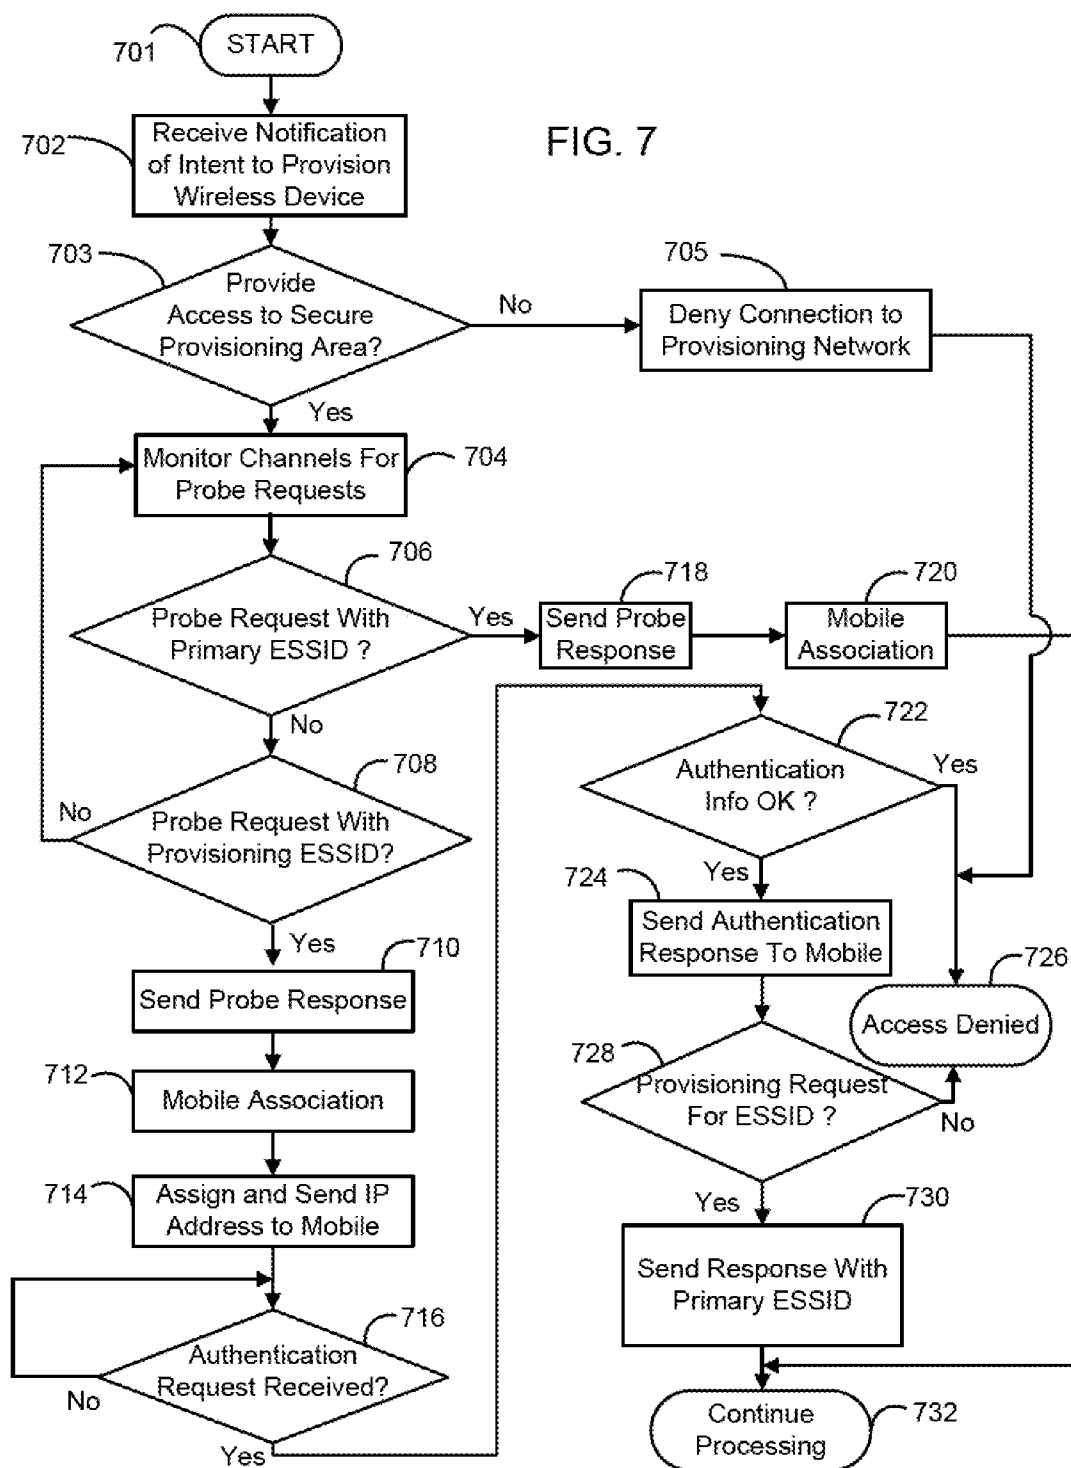 701
START
FIG. 7
702
Receive Notification
of Intent to Provision
Wireless Device
703
Provide
Access to Secure
Provisioning Area?
No
705
Deny Connection to
Provisioning Network
Yes
Monitor Channels For
Probe Requests
704
706
Probe Request With
Primary ESSID ?
Yes
718
Send Probe
Response
720
Mobile
Association
No
708
Probe Request With
Provisioning ESSID?
No
Yes
710
Send Probe Response
712
Mobile Association
714
Assign and Send IP
Address to Mobile
716
Authentication
Request Received?
No
Yes
722
Authentication
Info OK ?
Yes
Yes
724
Send Authentication
Response To Mobile
726
Access Denied
728
Provisioning Request
For ESSID ?
No
Yes
730
Send Response With
Primary ESSID
Continue
Processing
732